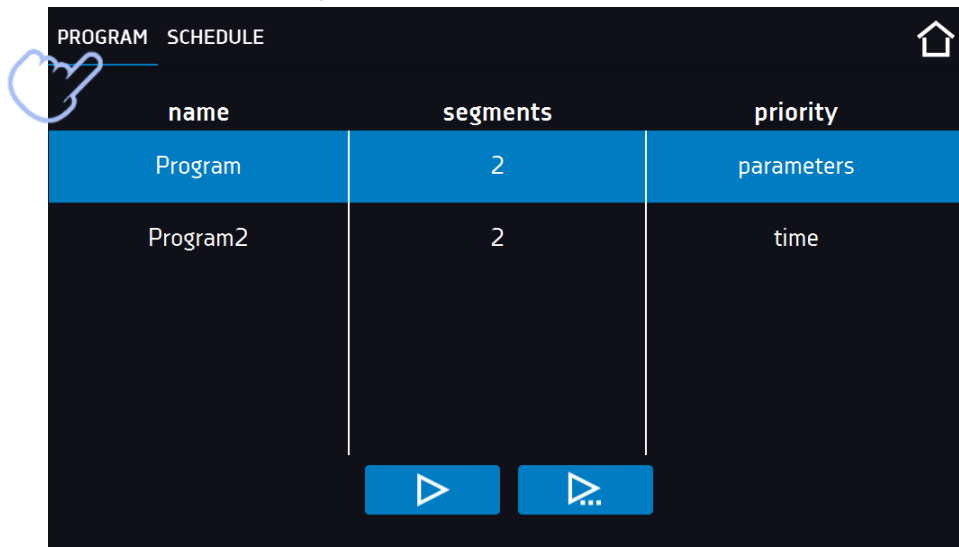 PROGRAM SCHEDULE
name segments priority
Program 2 parameters
Program2 2 time